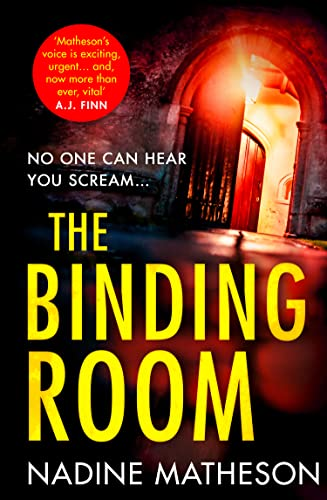 ‘Matheson’s
voice is exciting,
urgent... and,
now more than
ever, vital’
A.J. FINN
NO ONE CAN HEAR
YOU SCREAM...
THE
BINDING
ROOM
NADINE MATHESON